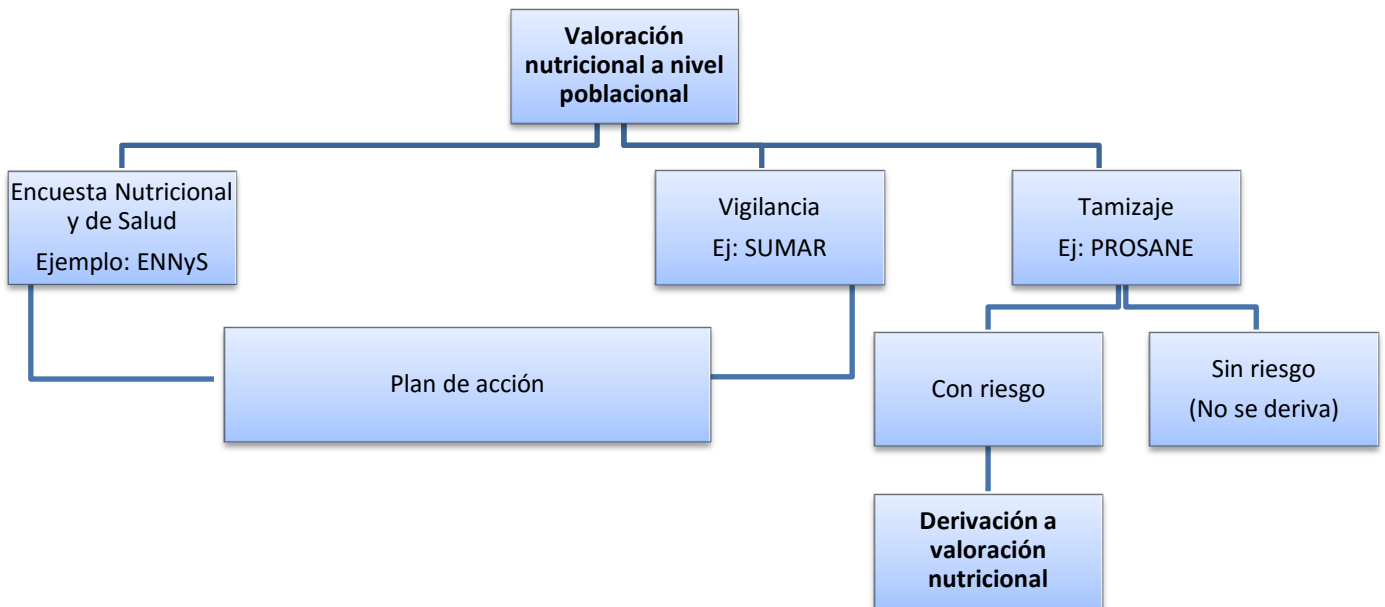 Valoración
nutricional a nivel
poblacional
Encuesta Nutricional
y de Salud
Ejemplo: ENNyS
Vigilancia
Ej: SUMAR
Tamizaje
Ej: PROSANE
Plan de acción
Con riesgo
Sin riesgo
(No se deriva)
Derivación a
valoración
nutricional